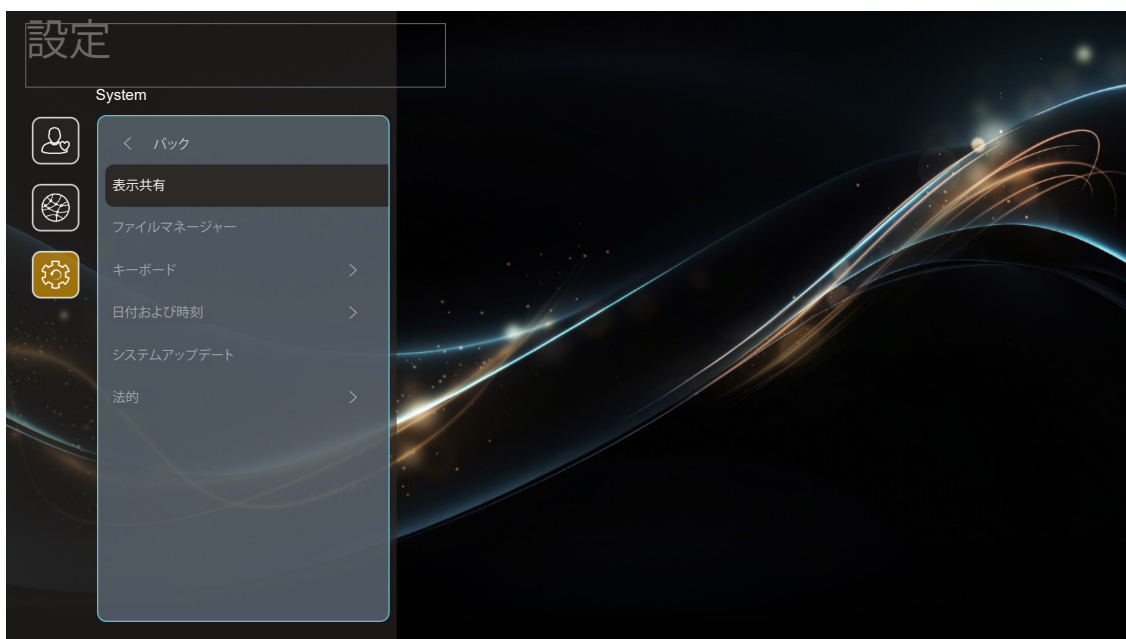 設定
System
バック
表示共有
ファイルマネージャー
キーボード
日付および時刻
システムアップデート
法的